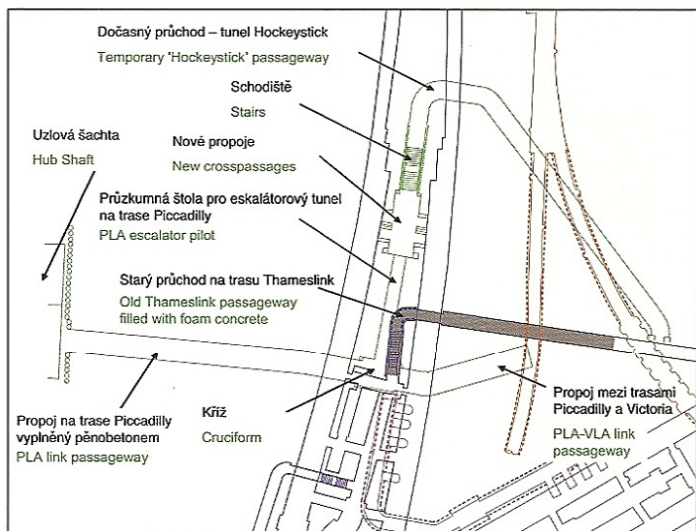 Dočasný průchod – tunel Hockeystick
Temporary 'Hockeystick' passageway
Schodiště
Stairs
Uzlová šachta
Hub Shaft
Nové propoje
New crosspassages
Průzkumná štola pro eskalátorový tunel
na trase Piccadilly
PLA escalator pilot
Starý průchod na trasu Thameslink
Old Thameslink passageway
filled with foam concrete
Propoj na trase Piccadilly
vyplněný pěnobetonem
PLA link passageway
Kříž
Cruciform
Propoj mezi trasami
Piccadilly a Victoria
PLA-VLA link
passageway